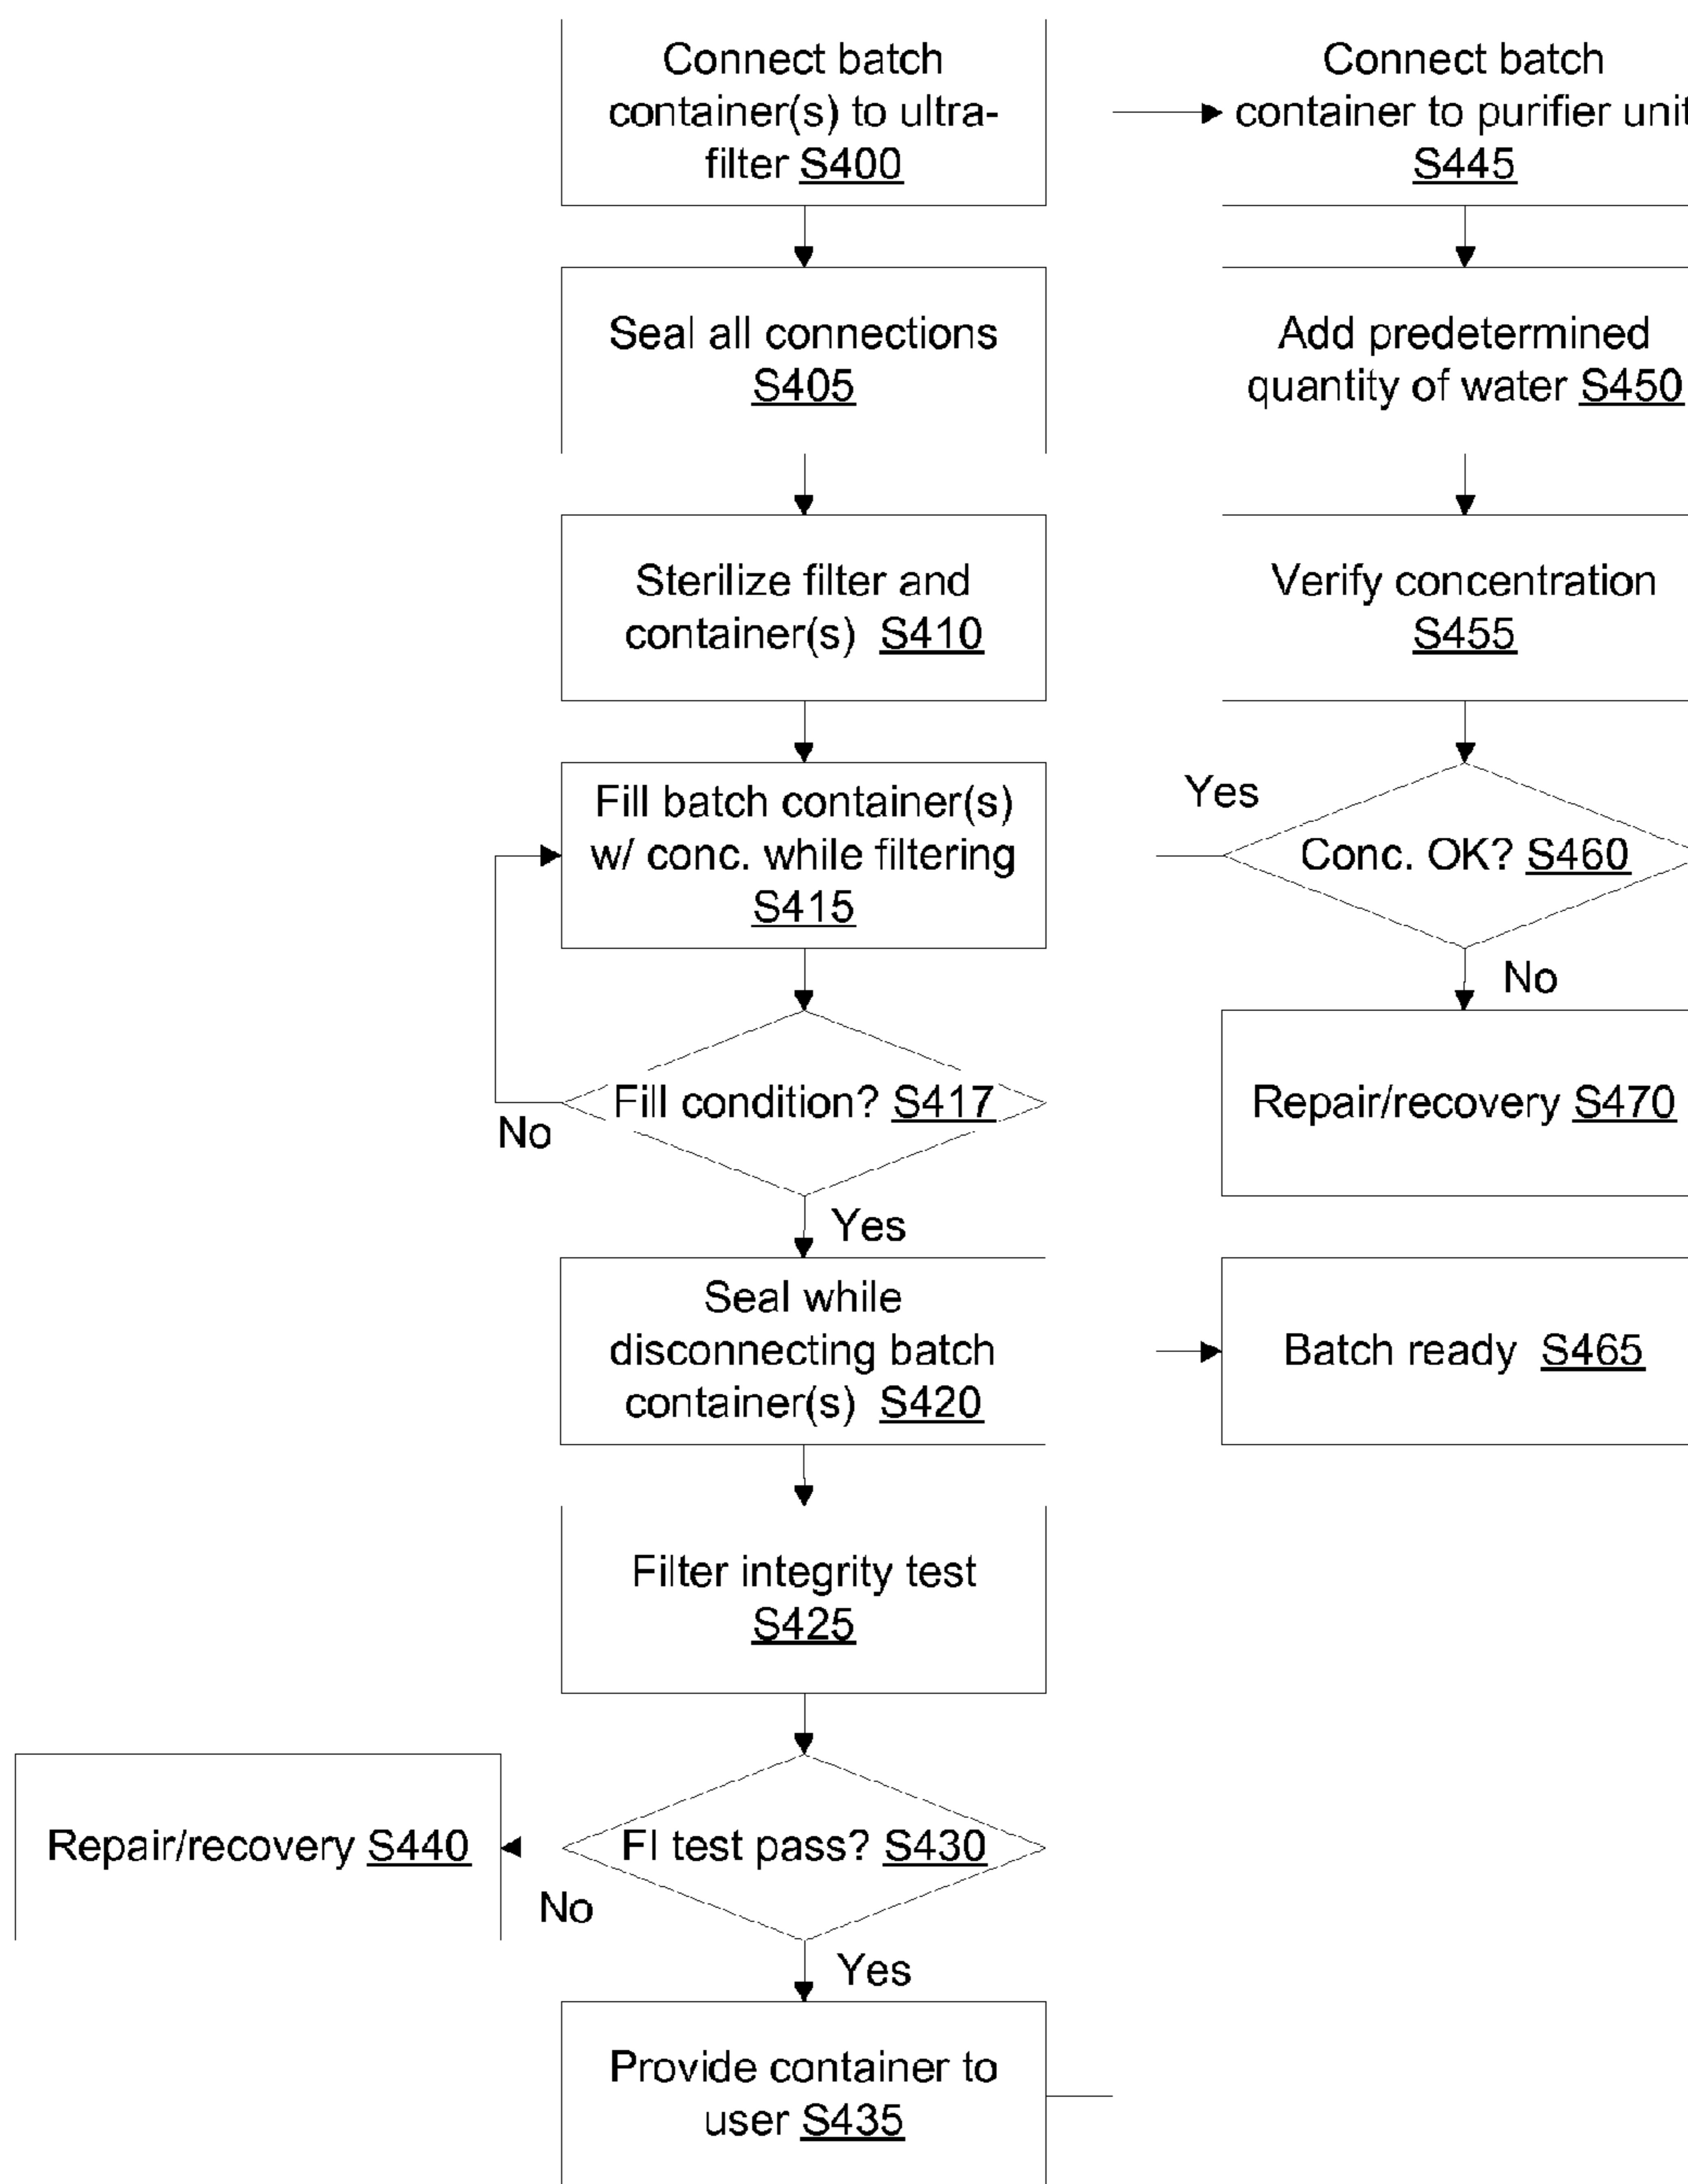 Connect batch
container(s) to ultra-
filter S400
Seal all connections
S405
Sterilize filter and
container(s) S410
Fill batch container(s)
w/ conc. while filtering
S415
Fill condition? S417
No
Yes
Seal while
disconnecting batch
container(s) S420
Filter integrity test
S425
FI test pass? S430
No
Repair/recovery S440
Yes
Provide container to
user S435
Connect batch
container to purifier unit
S445
Add predetermined
quantity of water S450
Verify concentration
S455
Yes
Conc. OK? S460
No
Repair/recovery S470
Batch ready S465